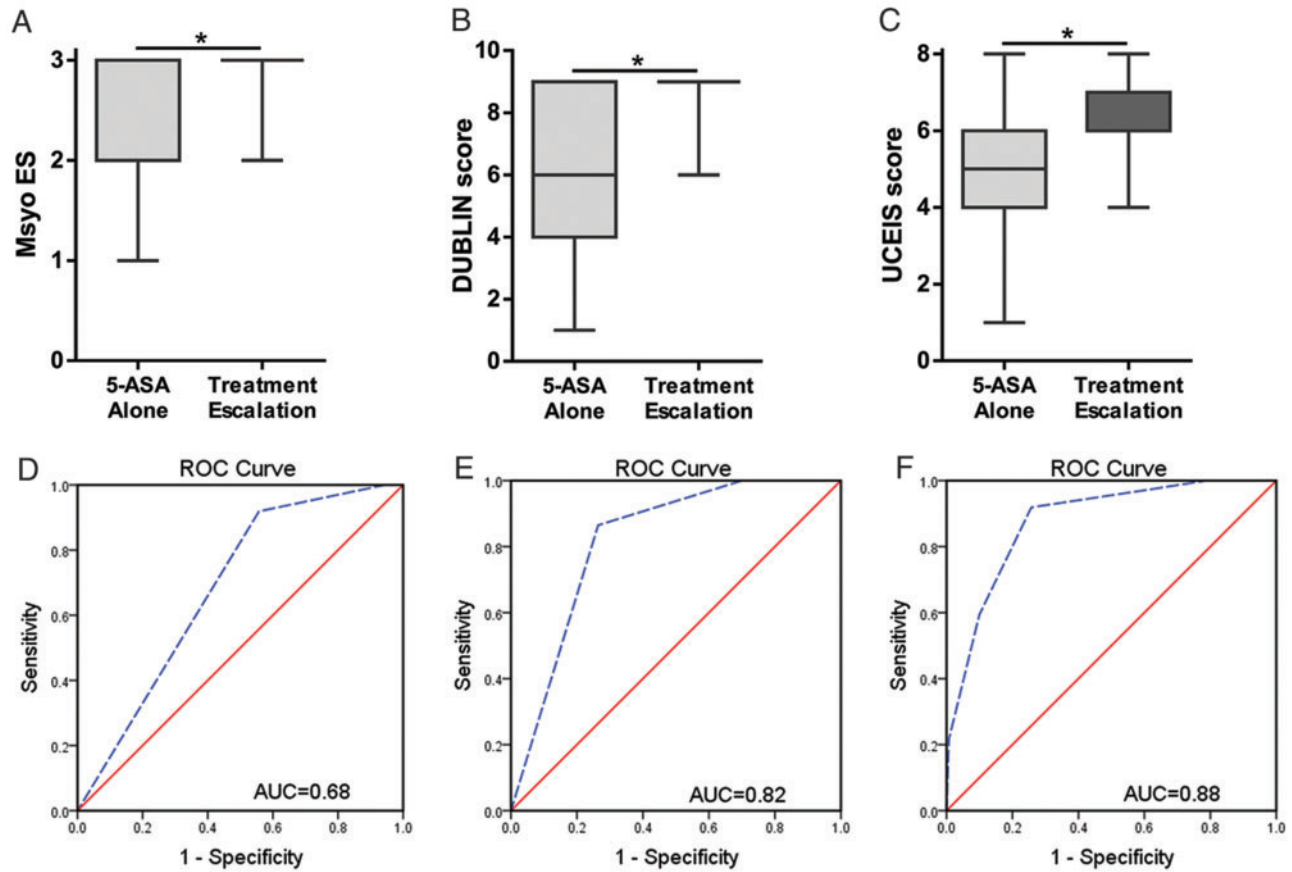 A
*
Msyo ES
3
2
1
0
5-ASA
Alone
Treatment
Escalation
B
*
DUBLIN score
10
8
6
4
2
0
5-ASA
Alone
Treatment
Escalation
C
*
UCEIS score
8
6
4
2
0
5-ASA
Alone
Treatment
Escalation
D
ROC Curve
Sensitivity
1.0
0.8
0.6
0.4
0.2
0.0
AUC=0.68
0.0 0.2 0.4 0.6 0.8 1.0
1 - Specificity
E
ROC Curve
Sensitivity
1.0
0.8
0.6
0.4
0.2
0.0
AUC=0.82
0.0 0.2 0.4 0.6 0.8 1.0
1 - Specificity
F
ROC Curve
Sensitivity
1.0
0.8
0.6
0.4
0.2
0.0
AUC=0.88
0.0 0.2 0.4 0.6 0.8 1.0
1 - Specificity